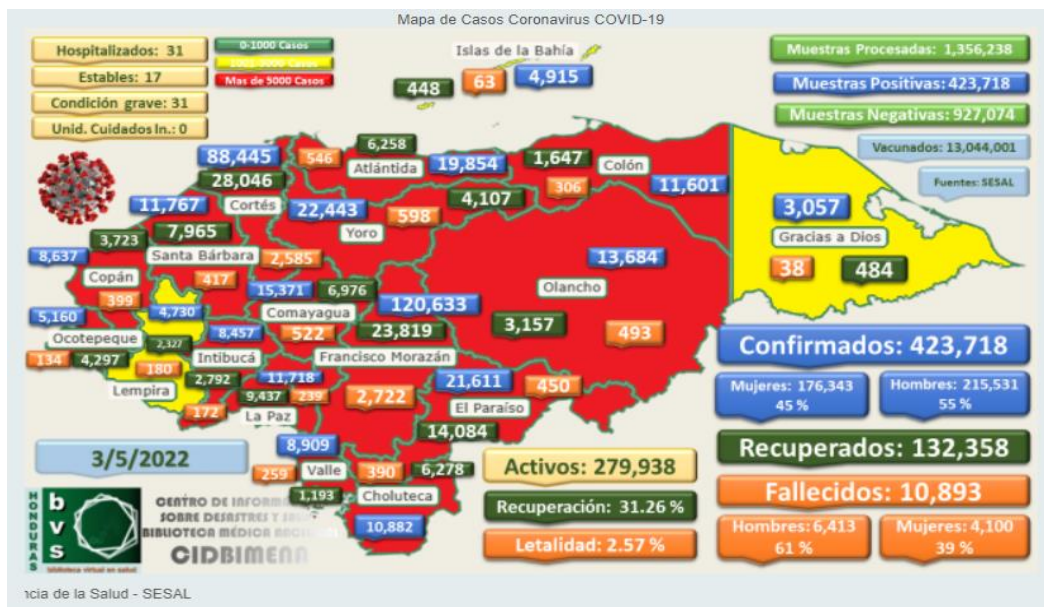 Mapa de Casos Coronavirus COVID-19
Hospitalizados: 31
Estables: 17
Condición grave: 31
Unid. Cuidados In.: 0
0-1000 Casos
Mas de 5000 Casos
Islas de la Bahía
448
63
4,915
Muestras Procesadas: 1,356,238
Muestras Positivas: 423,718
Muestras Negativas: 927,074
Vacunados: 13,044,001
Fuentes: SESAL
88,445
546
6,258
Atlántida
19,854
1,647
Colón
28,046
Cortés
306
11,601
11,767
22,443
598
4,107
Yoro
3,057
Gracias a Dios
38
484
3,723
7,965
8,637
Santa Bárbara
2,585
13,684
Copán
417
399
15,371
6,976
Olancho
5,160
4,730
Comayagua
120,633
Ocotepeque
2,327
8,457
522
23,819
3,157
493
134
4,297
180
Intibucá
Francisco Morazán
Lempira
2,792
11,718
2,722
21,611
450
172
9,437
239
La Paz
El Paraíso
14,084
8,909
259
Valle
390
6,278
1,193
Choluteca
10,882
Confirmados: 423,718
Mujeres: 176,343
45 %
Hombres: 215,531
55 %
Recuperados: 132,358
Fallecidos: 10,893
Hombres: 6,413
61 %
Mujeres: 4,100
39 %
3/5/2022
Activos: 279,938
Recuperación: 31.26 %
Letalidad: 2.57 %
HONDURAS
bvs
biblioteca virtual en salud
CENTRO DE
SOBRE DESASTRES Y
BIBLIOTECA MÉDICA
CIDBIMENA
ncia de la Salud - SESAL